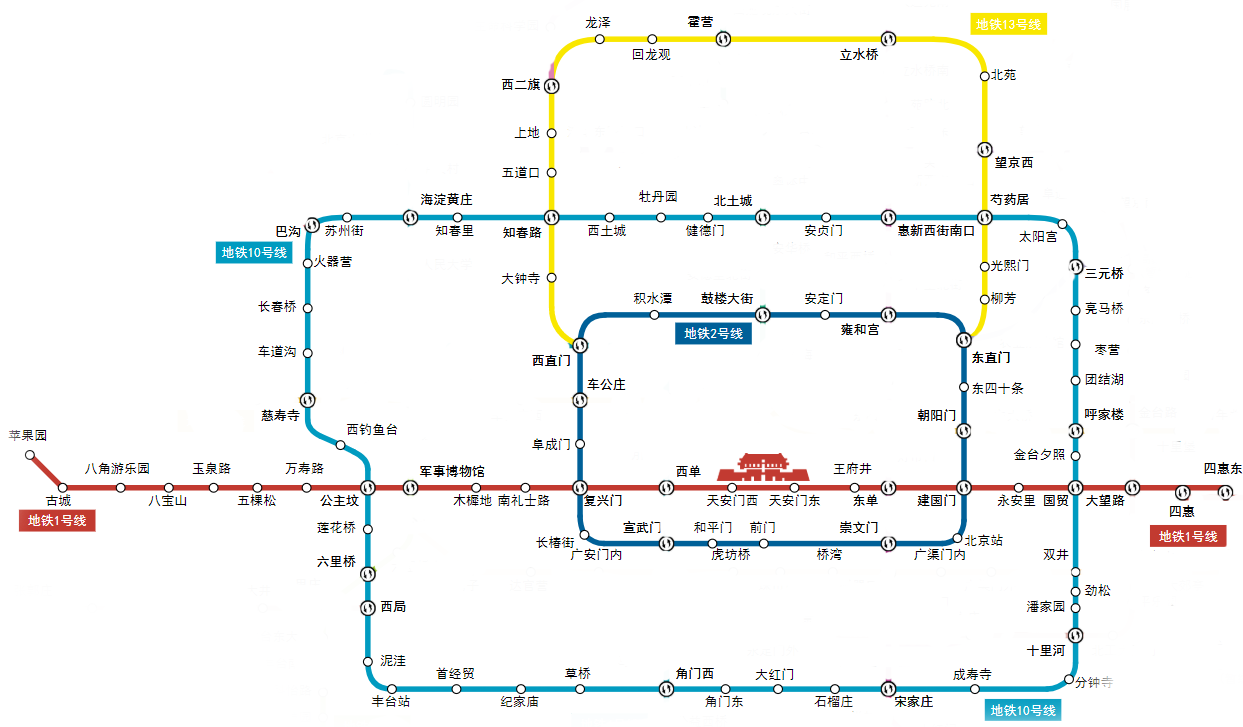 龙泽
霍营
地铁13号线
回龙观
立水桥
西二旗
北苑
上地
望京西
五道口
海淀黄庄
牡丹园
北土城
芍药居
巴沟
苏州街
知春里
知春路
西土城
健德门
安贞门
惠新西街南口
太阳宫
地铁10号线
火器营
大钟寺
光熙门
三元桥
长春桥
积水潭
鼓楼大街
安定门
柳芳
亮马桥
地铁2号线
雍和宫
车道沟
西直门
东直门
枣营
车公庄
东四十条
团结湖
慈寿寺
朝阳门
呼家楼
西钓鱼台
阜成门
金台夕照
苹果园
八角游乐园
玉泉路
万寿路
军事博物馆
西单
王府井
四惠东
古城
八宝山
五棵松
公主坟
木樨地
南礼士路
复兴门
天安门西
天安门东
东单
建国门
永安里
国贸
大望路
四惠
地铁1号线
地铁1号线
莲花桥
长椿街
宣武门
和平门
前门
崇文门
北京站
广安门内
虎坊桥
桥湾
广渠门内
双井
六里桥
劲松
西局
潘家园
十里河
泥洼
首经贸
草桥
角门西
大红门
成寿寺
分钟寺
丰台站
纪家庙
角门东
石榴庄
宋家庄
地铁10号线